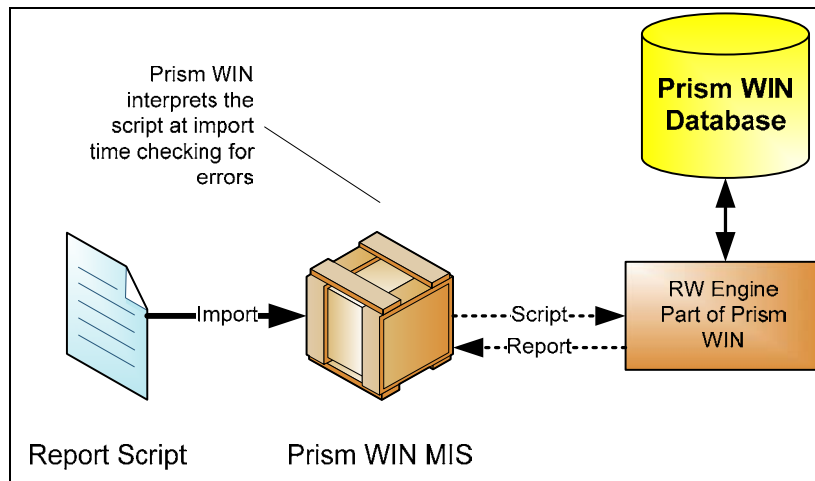 Prism WIN
interprets the
script at import
time checking for
errors
Prism WIN
Database
Import
Script
Report
RW Engine
Part of Prism
WIN
Report Script
Prism WIN MIS